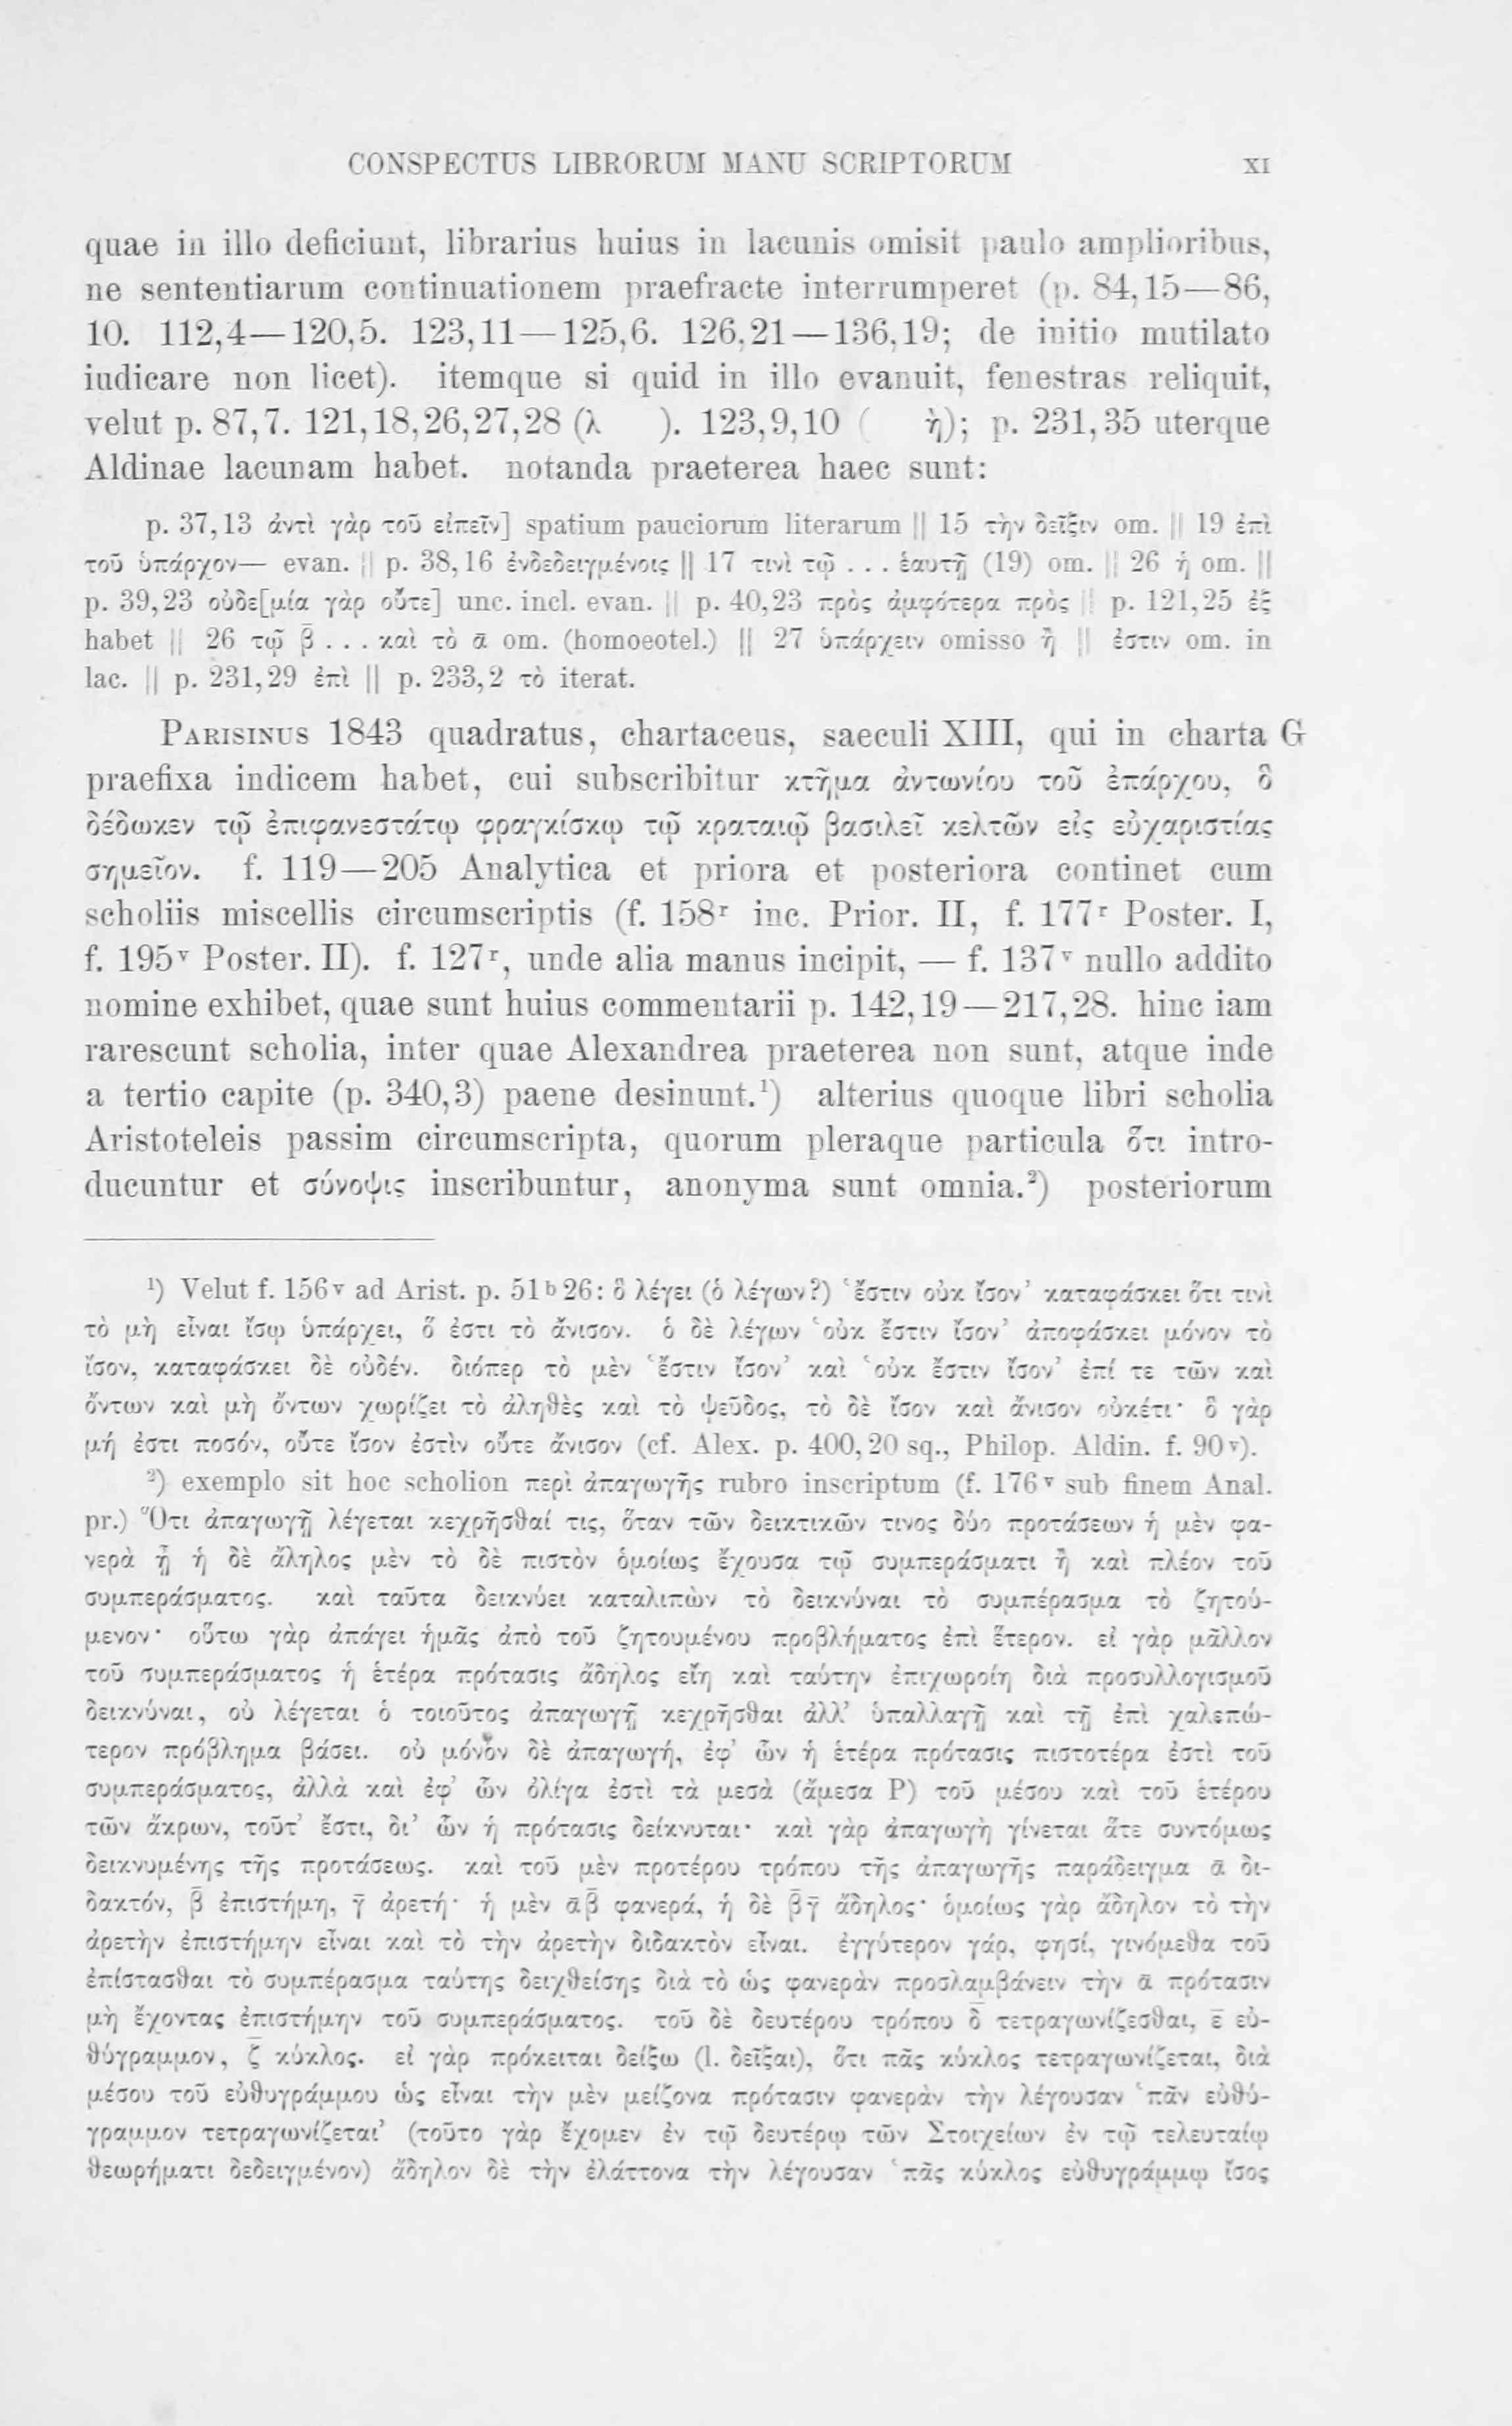 CONSPECTUS LIBRORUM MANU SCRIPTORUM XI
quae in illo deficiunt, librarius huius in lacunis omisit paulo amplioribus,
ne sententiarum continuationem praefracte interrumperet (p. 84,15—86,
10. 112,4—120,5. 123,11—125,6. 126,21—136,19; de initio mutilato
iudicare non licet). itemque si quid in illo evanuit, fenestras reliquit,
velut p. 87,7. 121,18,26,27,28 (λ ). 123,9,10 ( ὴ); p. 231,35 uterque
Aldinae lacunam habet. notanda praeterea haec sunt:
p. 37,13 ἀντὶ γὰρ τοῦ εἰπεῖν] spatium pauciorum literarum || 15 τὴν δεῖξιν om. || 19 ἐπὶ
τοῦ ὑπάρχον— evan. || p. 38,16 ἐνδεδειγμένοις || 17 τινὶ τῷ . . . ἑαυτῇ (19) om. || 26 ἡ om. ||
p. 39,23 οὐδε[μία γὰρ οὔτε] unc. incl. evan. || p. 40,23 πρὸς ἀμφότερα πρὸς || p. 121,25 ἐξ
habet || 26 τῷ β̄ . . . καὶ τὸ ᾱ om. (homoeotel.) || 27 ὑπάρχειν omisso ἢ || ἐστιν om. in
lac. || p. 231,29 ἐπὶ || p. 233,2 τὸ iterat.
PARISINUS 1843 quadratus, chartaceus, saeculi XIII, qui in charta G
praefixa indicem habet, cui subscribitur κτῆμα ἀντωνίου τοῦ ἐπάρχου, ὃ
δέδωκεν τῷ ἐπιφανεστάτῳ φραγκίσκῳ τῷ κραταιῷ βασιλεῖ κελτῶν εἰς εὐχαριστίας
σημεῖον. f. 119—205 Analytica et priora et posteriora continet cum
scholiis miscellis circumscriptis (f. 158ʳ inc. Prior. II, f. 177ʳ Poster. I,
f. 195ᵛ Poster. II). f. 127ʳ, unde alia manus incipit, — f. 137ᵛ nullo addito
nomine exhibet, quae sunt huius commentarii p. 142,19—217,28. hinc iam
rarescunt scholia, inter quae Alexandrea praeterea non sunt, atque inde
a tertio capite (p. 340,3) paene desinunt.¹) alterius quoque libri scholia
Aristoteleis passim circumscripta, quorum pleraque particula ὅτι intro-
ducuntur et σύνοψις inscribuntur, anonyma sunt omnia.²) posteriorum
¹) Velut f. 156ᵛ ad Arist. p. 51ᵇ26: ὃ λέγει (ὁ λέγων?) ‘ἔστιν οὐκ ἴσον’ καταφάσκει ὅτι τινὶ
τὸ μὴ εἶναι ἴσῳ ὑπάρχει, ὅ ἐστι τὸ ἄνισον. ὁ δὲ λέγων ‘οὐκ ἔστιν ἴσον’ ἀποφάσκει μόνον τὸ
ἴσον, καταφάσκει δὲ οὐδέν. διόπερ τὸ μὲν ‘ἔστιν ἴσον’ καὶ ‘οὐκ ἔστιν ἴσον’ ἐπί τε τῶν καὶ
ὄντων καὶ μὴ ὄντων χωρίζει τὸ ἀληθὲς καὶ τὸ ψεῦδος, τὸ δὲ ἴσον καὶ ἄνισον οὐκέτι· ὃ γὰρ
μή ἐστι ποσόν, οὔτε ἴσον ἐστὶν οὔτε ἄνισον (cf. Alex. p. 400,20 sq., Philop. Aldin. f. 90ᵛ).
²) exemplo sit hoc scholion περὶ ἀπαγωγῆς rubro inscriptum (f. 176ᵛ sub finem Anal.
pr.) “Ὅτι ἀπαγωγῇ λέγεται κεχρῆσθαί τις, ὅταν τῶν δεικτικῶν τινος δύο προτάσεων ἡ μὲν φα-
νερὰ ᾖ ἡ δὲ ἄληλος μὲν τὸ δὲ πιστὸν ὁμοίως ἔχουσα τῷ συμπεράσματι ἢ καὶ πλέον τοῦ
συμπεράσματος. καὶ ταῦτα δεικνύει καταλιπὼν τὸ δεικνύναι τὸ συμπέρασμα τὸ ζητού-
μενον· οὕτω γὰρ ἀπάγει ἡμᾶς ἀπὸ τοῦ ζητουμένου προβλήματος ἐπὶ ἕτερον. εἰ γὰρ μᾶλλον
τοῦ συμπεράσματος ἡ ἑτέρα πρότασις ἄδηλος εἴη καὶ ταύτην ἐπιχωροίη διὰ προσυλλογισμοῦ
δεικνύναι, οὐ λέγεται ὁ τοιοῦτος ἀπαγωγῇ κεχρῆσθαι ἀλλ’ ὑπαλλαγῇ καὶ τῇ ἐπὶ χαλεπώ-
τερον πρόβλημα βάσει. οὐ μόνον δὲ ἀπαγωγή, ἐφ’ ὧν ἡ ἑτέρα πρότασις πιστοτέρα ἐστὶ τοῦ
συμπεράσματος, ἀλλὰ καὶ ἐφ’ ὧν ὀλίγα ἐστὶ τὰ μεσὰ (ἄμεσα P) τοῦ μέσου καὶ τοῦ ἑτέρου
τῶν ἄκρων, τοῦτ’ ἔστι, δι’ ὧν ἡ πρότασις δείκνυται· καὶ γὰρ ἀπαγωγὴ γίνεται ἅτε συντόμως
δεικνυμένης τῆς προτάσεως. καὶ τοῦ μὲν προτέρου τρόπου τῆς ἀπαγωγῆς παράδειγμα ᾱ δι-
δακτόν, β̄ ἐπιστήμη, γ̄ ἀρετή· ἡ μὲν ᾱβ̄ φανερά, ἡ δὲ β̄γ̄ ἄδηλος· ὁμοίως γὰρ ἄδηλον τὸ τὴν
ἀρετὴν ἐπιστήμην εἶναι καὶ τὸ τὴν ἀρετὴν διδακτὸν εἶναι. ἐγγύτερον γάρ, φησί, γινόμεθα τοῦ
ἐπίστασθαι τὸ συμπέρασμα ταύτης δειχθείσης διὰ τὸ ὡς φανερὰν προσλαμβάνειν τὴν ᾱ πρότασιν
μὴ ἔχοντας ἐπιστήμην τοῦ συμπεράσματος. τοῦ δὲ δευτέρου τρόπου δ̄ τετραγωνίζεσθαι, ε̄ εὐ-
θύγραμμον, ζ̄ κύκλος. εἰ γὰρ πρόκειται δείξω (l. δεῖξαι), ὅτι πᾶς κύκλος τετραγωνίζεται, διὰ
μέσου τοῦ εὐθυγράμμου ὡς εἶναι τὴν μὲν μείζονα πρότασιν φανερὰν τὴν λέγουσαν ‘πᾶν εὐθύ-
γραμμον τετραγωνίζεται’ (τοῦτο γὰρ ἔχομεν ἐν τῷ δευτέρῳ τῶν Στοιχείων ἐν τῷ τελευταίῳ
θεωρήματι δεδειγμένον) ἄδηλον δὲ τὴν ἐλάττονα τὴν λέγουσαν ‘πᾶς κύκλος εὐθυγράμμῳ ἴσος